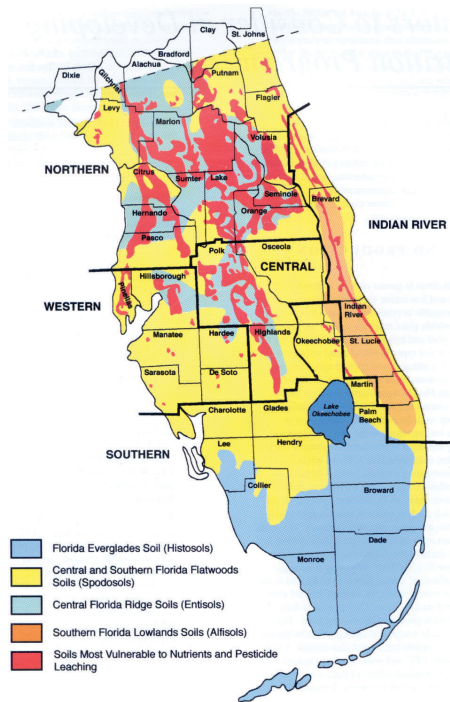 Clay
St. Johns
Bradford
Alachua
Dixie
Gilchrist
Putnam
Levy
Flagler
Marion
Volusia
NORTHERN
Citrus
Sumter
Lake
Seminole
Hernando
Orange
Brevard
Pasco
INDIAN RIVER
Polk
Osceola
CENTRAL
Hillsborough
Pinellas
WESTERN
Indian
River
Manatee
Hardee
Highlands
Okeechobee
St. Lucie
Sarasota
De Soto
Martin
Charolotte
Glades
Lake
Okeechobee
Palm
Beach
SOUTHERN
Lee
Hendry
Collier
Broward
Monroe
Dade
Florida Everglades Soil (Histosols)
Central and Southern Florida Flatwoods
Soils (Spodosols)
Central Florida Ridge Soils (Entisols)
Southern Florida Lowlands Soils (Alfisols)
Soils Most Vulnerable to Nutrients and Pesticide
Leaching